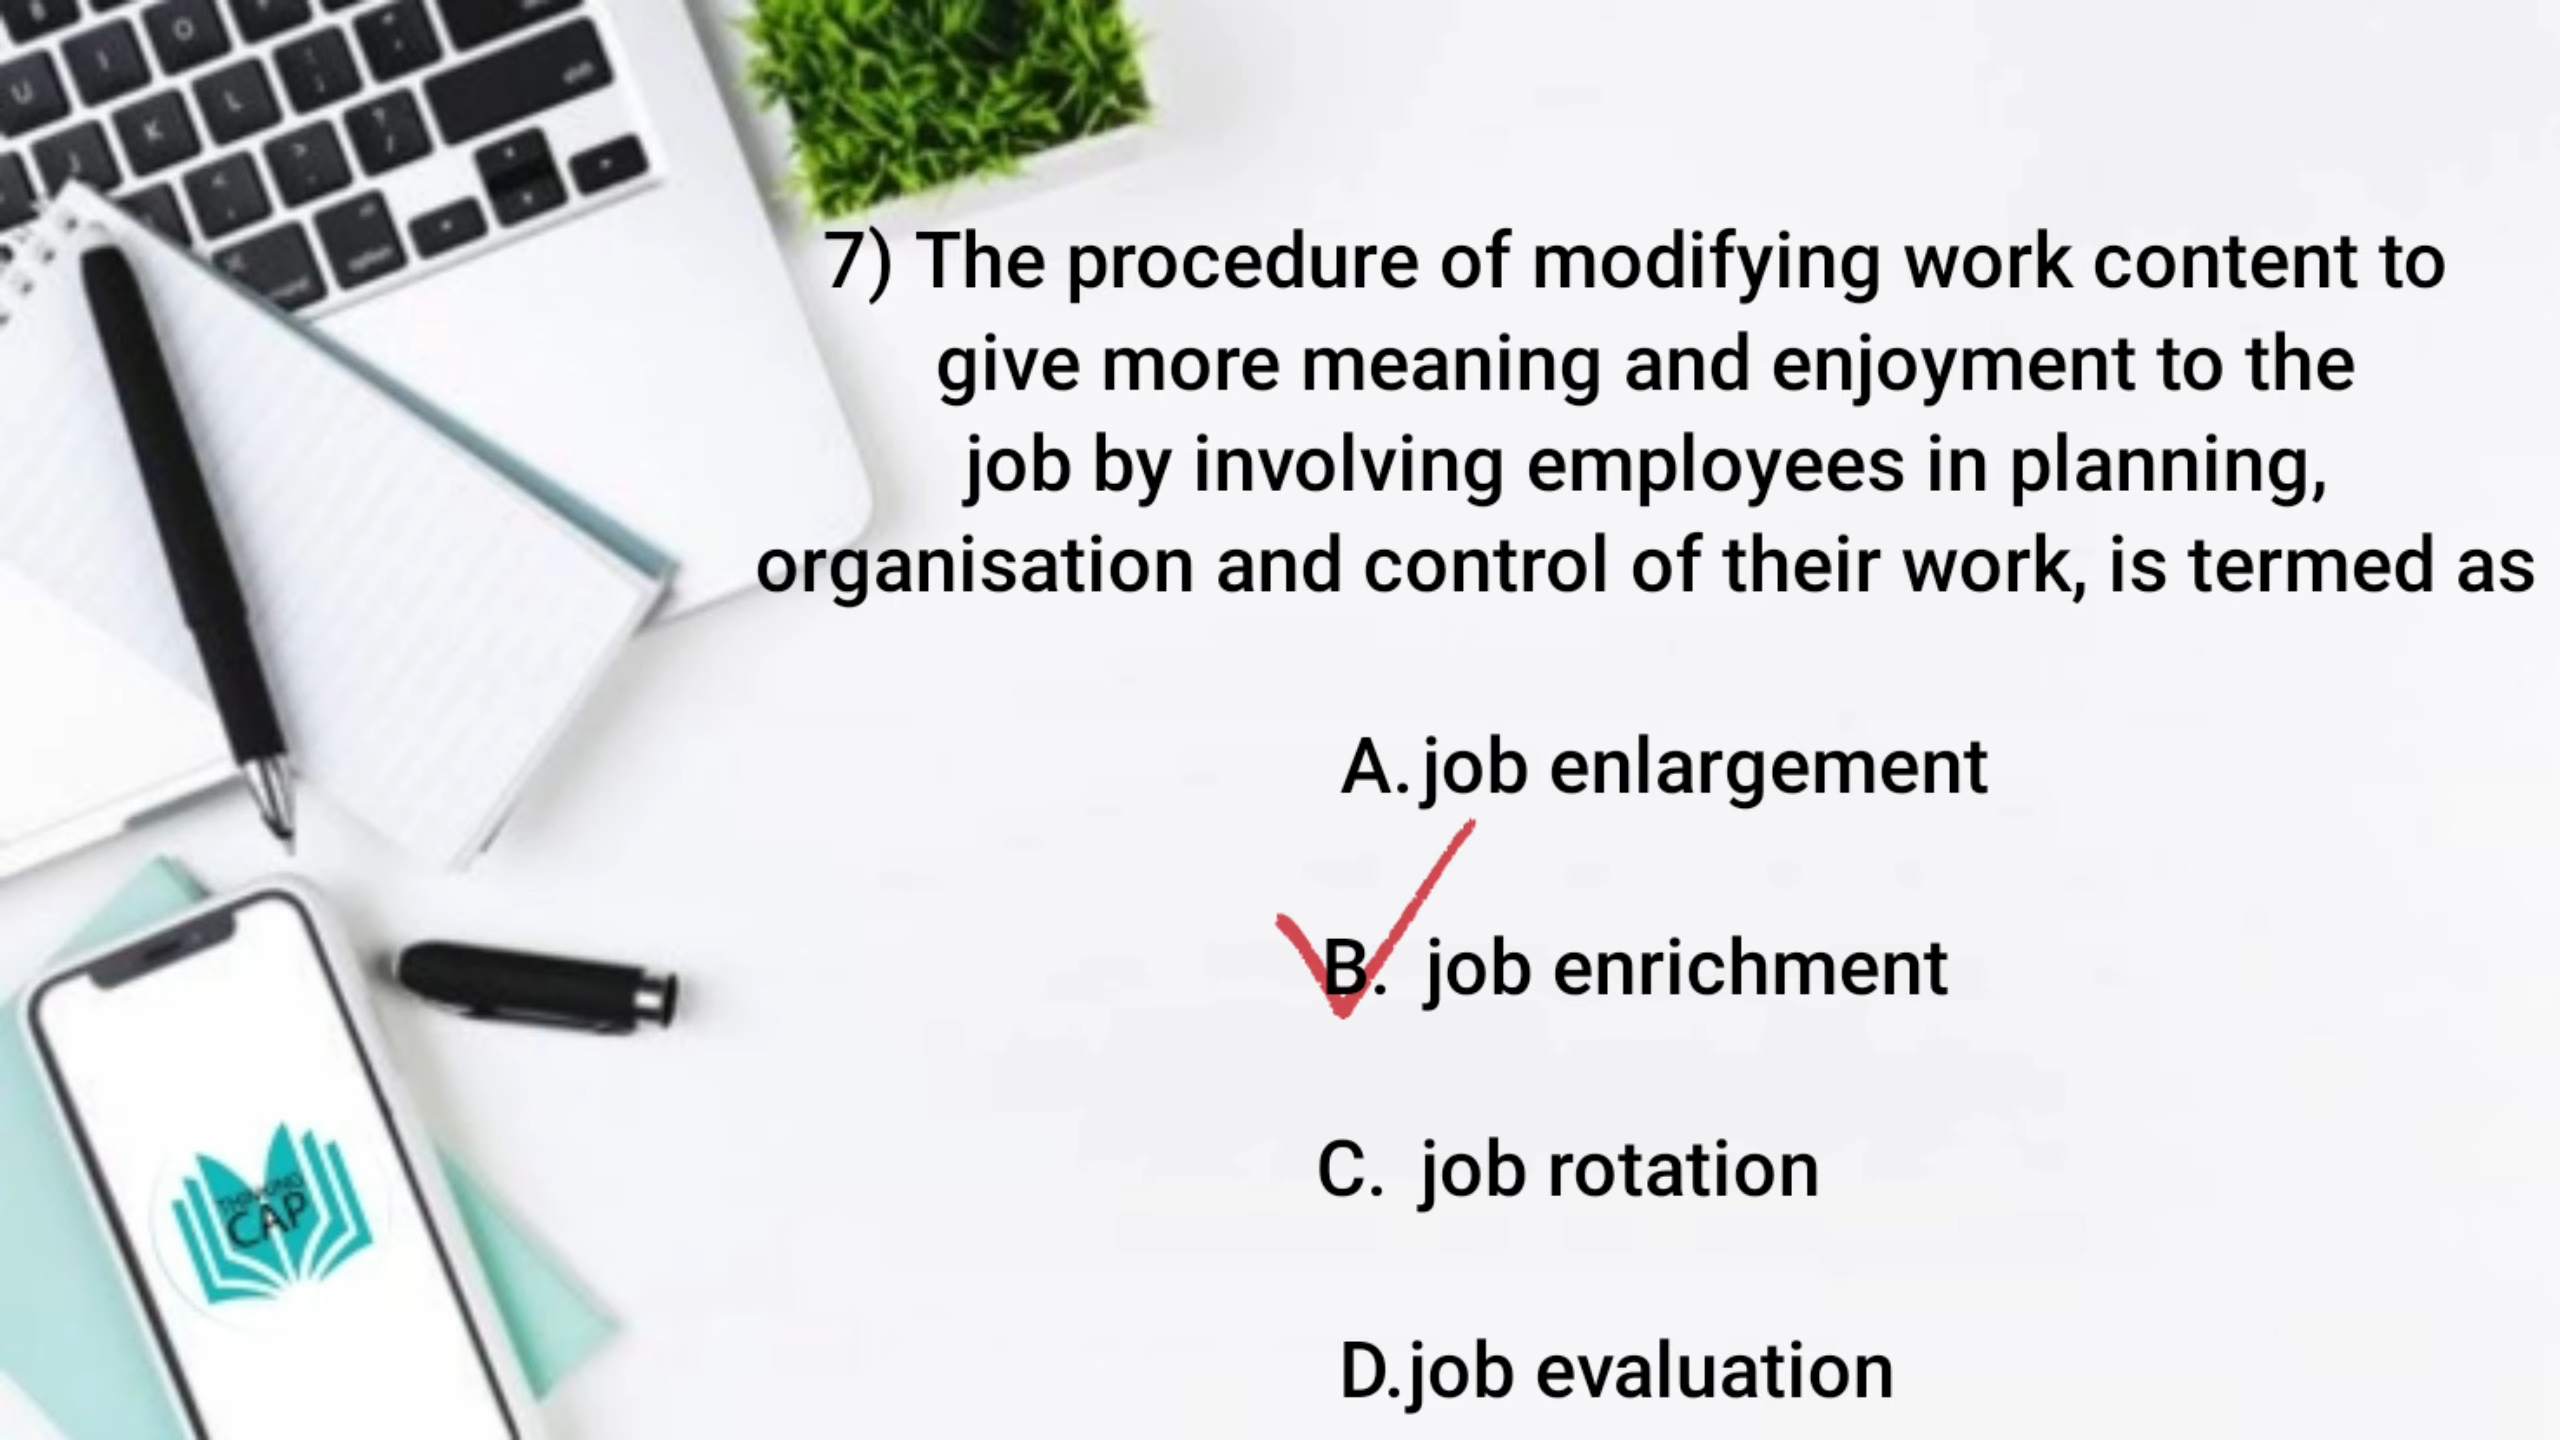 7) The procedure of modifying work content to
give more meaning and enjoyment to the
job by involving employees in planning,
organisation and control of their work, is termed as
A. job enlargement
B. job enrichment
C. job rotation
D. job evaluation
THINKING
CAP
U
I
O
J
K
L